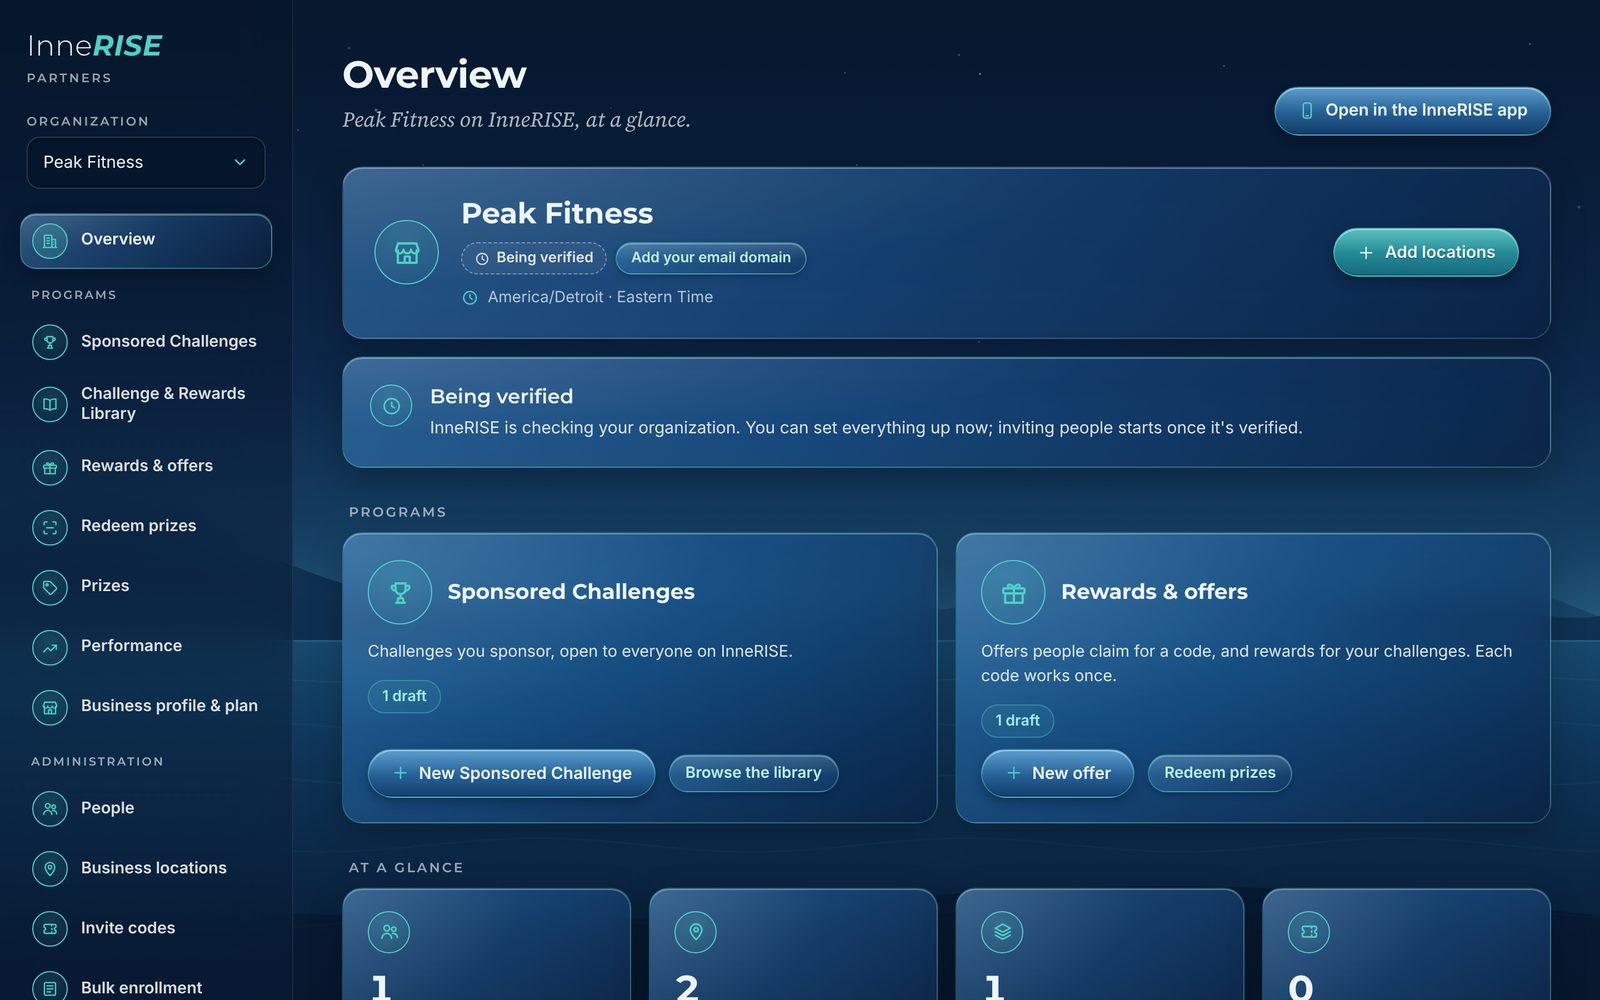 InneRISE
PARTNERS
ORGANIZATION
Peak Fitness
Overview
PROGRAMS
Sponsored Challenges
Challenge & Rewards
Library
Rewards & offers
Redeem prizes
Prizes
Performance
Business profile & plan
ADMINISTRATION
People
Business locations
Invite codes
Bulk enrollment
Overview
Peak Fitness on InneRISE, at a glance.
Open in the InneRISE app
Peak Fitness
Being verified
Add your email domain
America/Detroit · Eastern Time
Add locations
Being verified
InneRISE is checking your organization. You can set everything up now; inviting people starts once it's verified.
PROGRAMS
Sponsored Challenges
Challenges you sponsor, open to everyone on InneRISE.
1 draft
New Sponsored Challenge
Browse the library
Rewards & offers
Offers people claim for a code, and rewards for your challenges. Each
code works once.
1 draft
New offer
Redeem prizes
AT A GLANCE
1
2
1
0